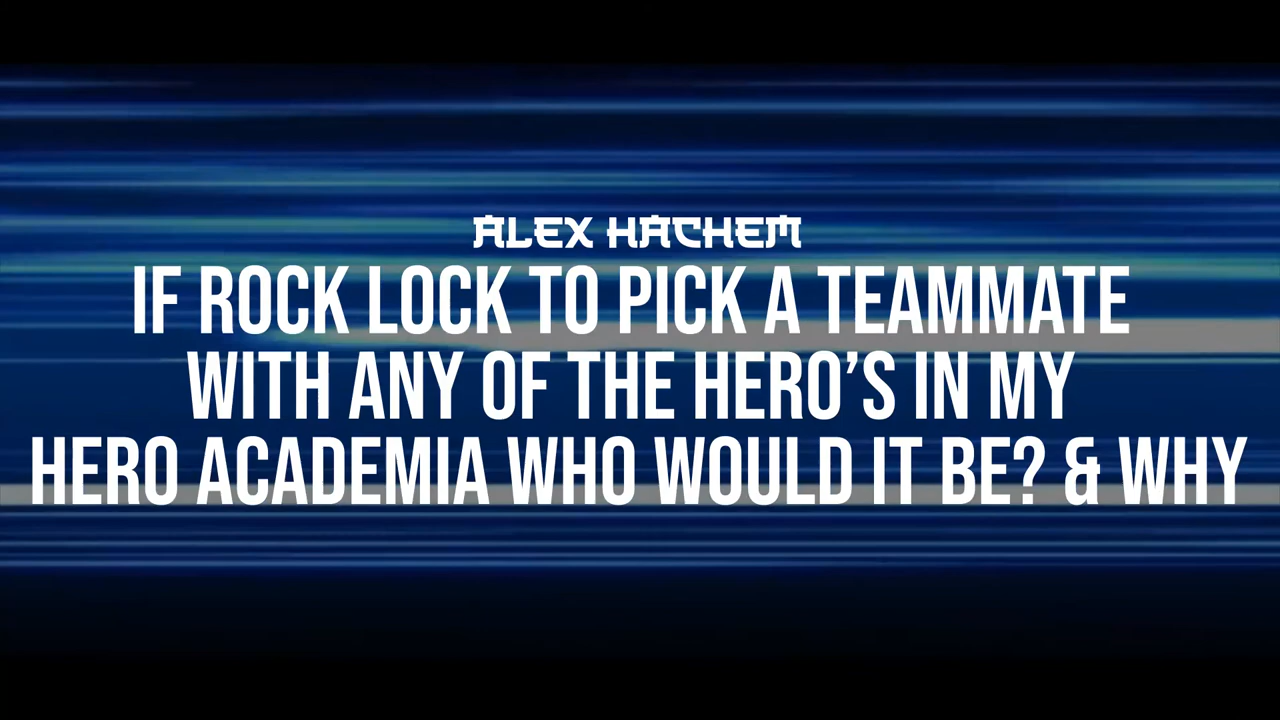 ALEX HACHEM
IF ROCK LOCK TO PICK A TEAMMATE
WITH ANY OF THE HERO’S IN MY
HERO ACADEMIA WHO WOULD IT BE? & WHY